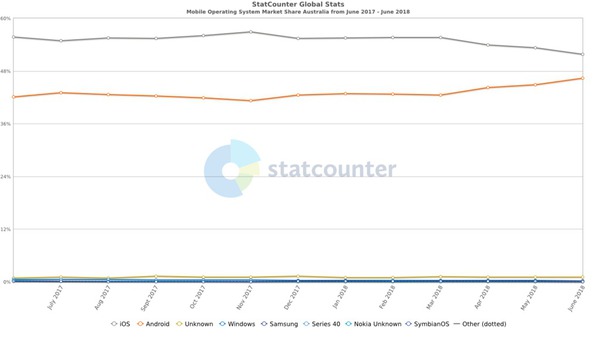 StatCounter Global Stats
Mobile Operating System Market Share Australia from June 2017 - June 2018
60%
48%
36%
24%
12%
0%
statcounter
July 2017
Aug 2017
Sept 2017
Oct 2017
Nov 2017
Dec 2017
Jan 2018
Feb 2018
Mar 2018
Apr 2018
May 2018
June 2018
iOS Android Unknown Windows Samsung Series 40 Nokia Unknown SymbianOS Other (dotted)